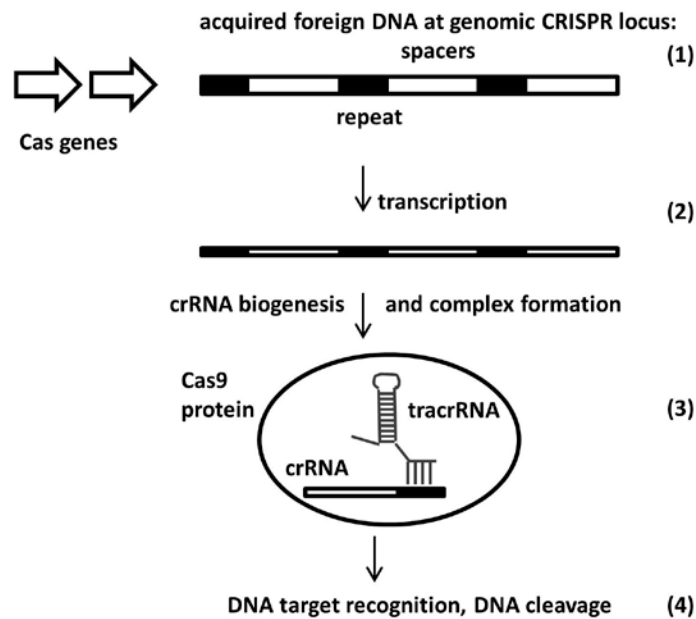 acquired foreign DNA at genomic CRISPR locus:
spacers
(1)
Cas genes
repeat
transcription
(2)
crRNA biogenesis and complex formation
Cas9
protein
tracrRNA
(3)
crRNA
DNA target recognition, DNA cleavage (4)